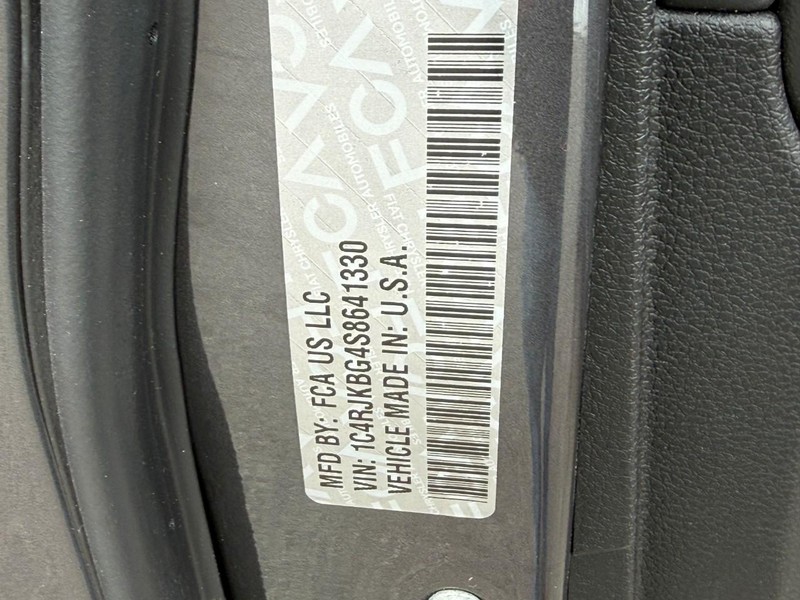 MFD BY: FCA US LLC
VIN: 1C4RJKBG4S8641330
VEHICLE MADE IN: U.S.A.